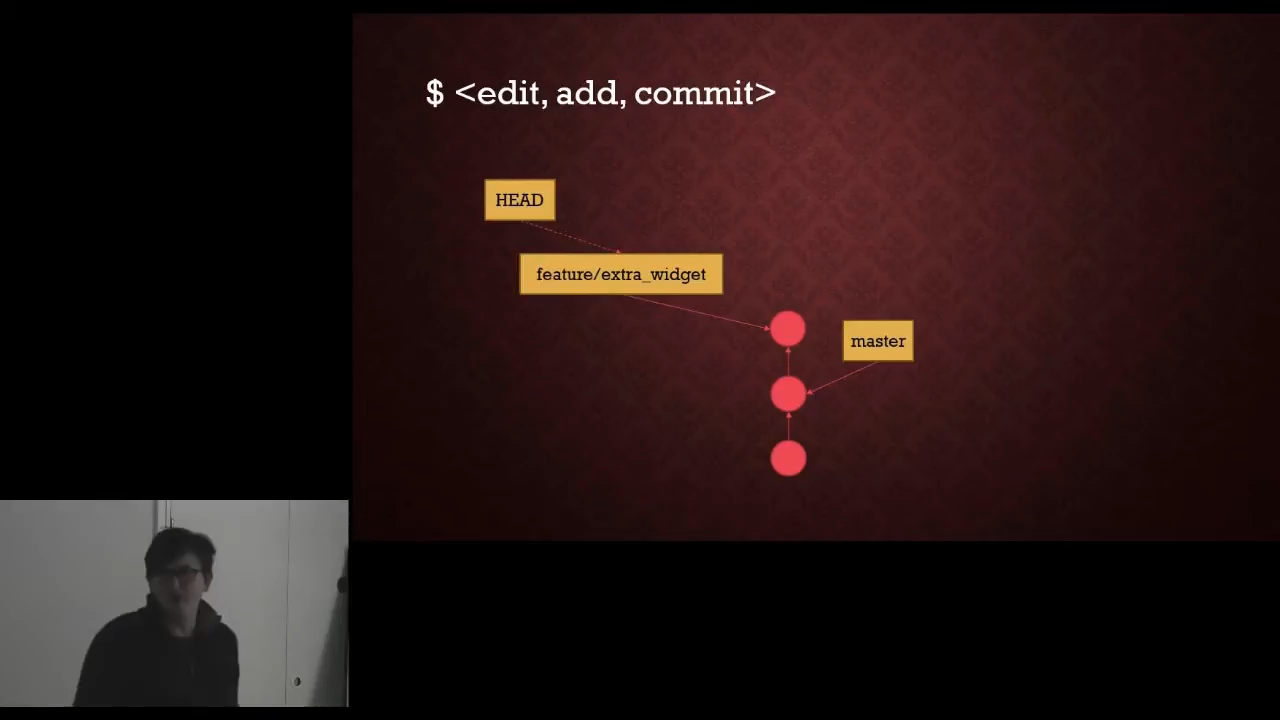 $ <edit, add, commit>
HEAD
feature/extra_widget
master